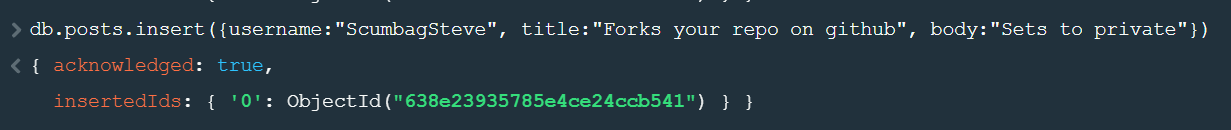 > db.posts.insert({username:"ScumbagSteve", title:"Forks your repo on github", body:"Sets to private"})
< { acknowledged: true,
insertedIds: { '0': ObjectId("638e23935785e4ce24ccb541") } }